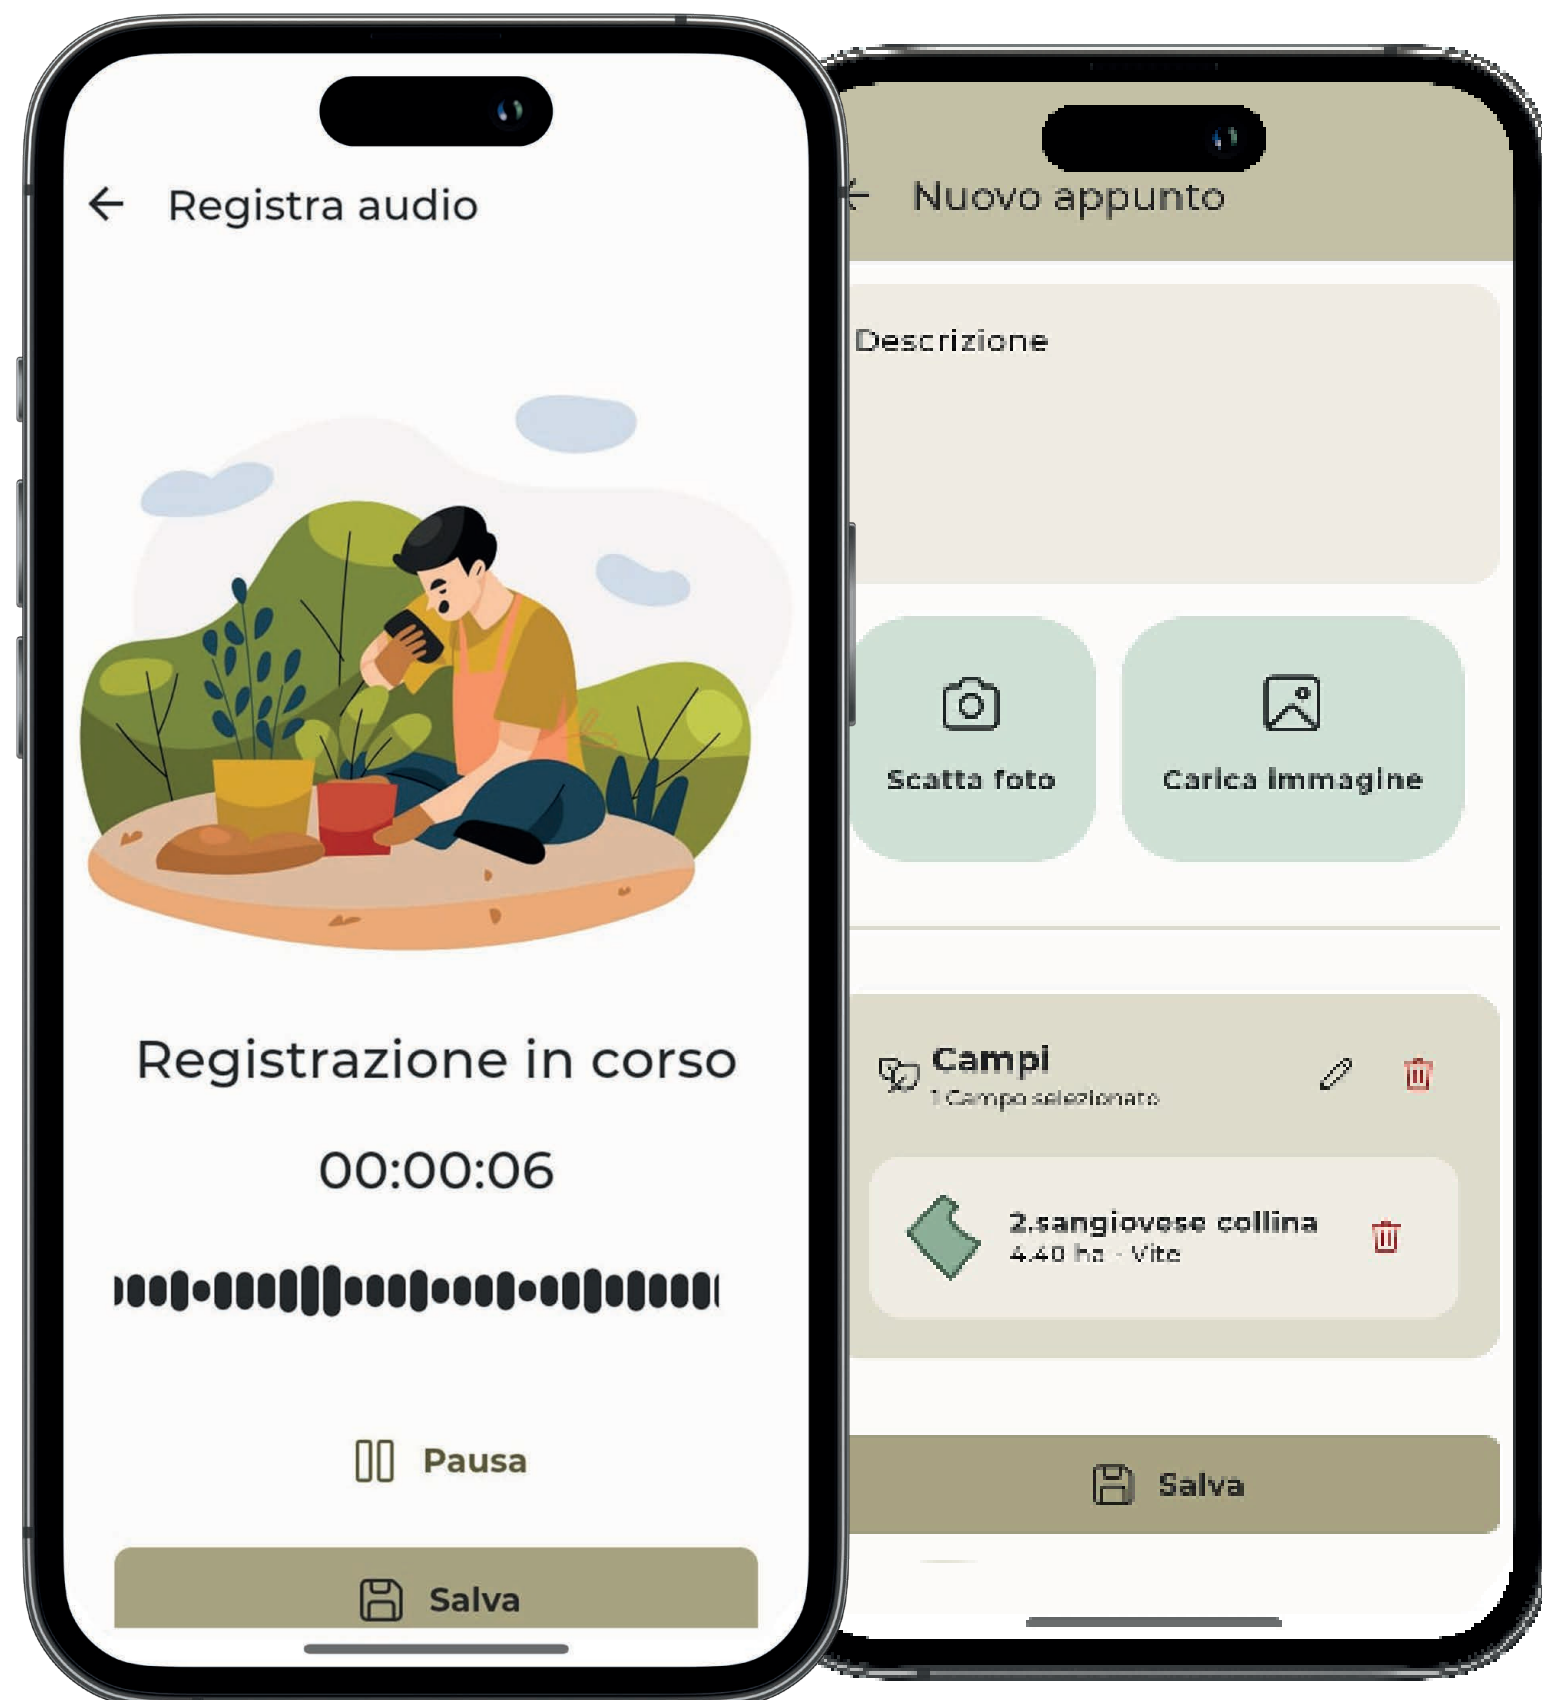 Registra audio
Registrazione in corso
00:00:06
Pausa
Salva
Nuovo appunto
Descrizione
Scatta foto
Carica immagine
Campi
1 Campo selezionato
2.sangiovese collina
4.40 ha - Vite
Salva